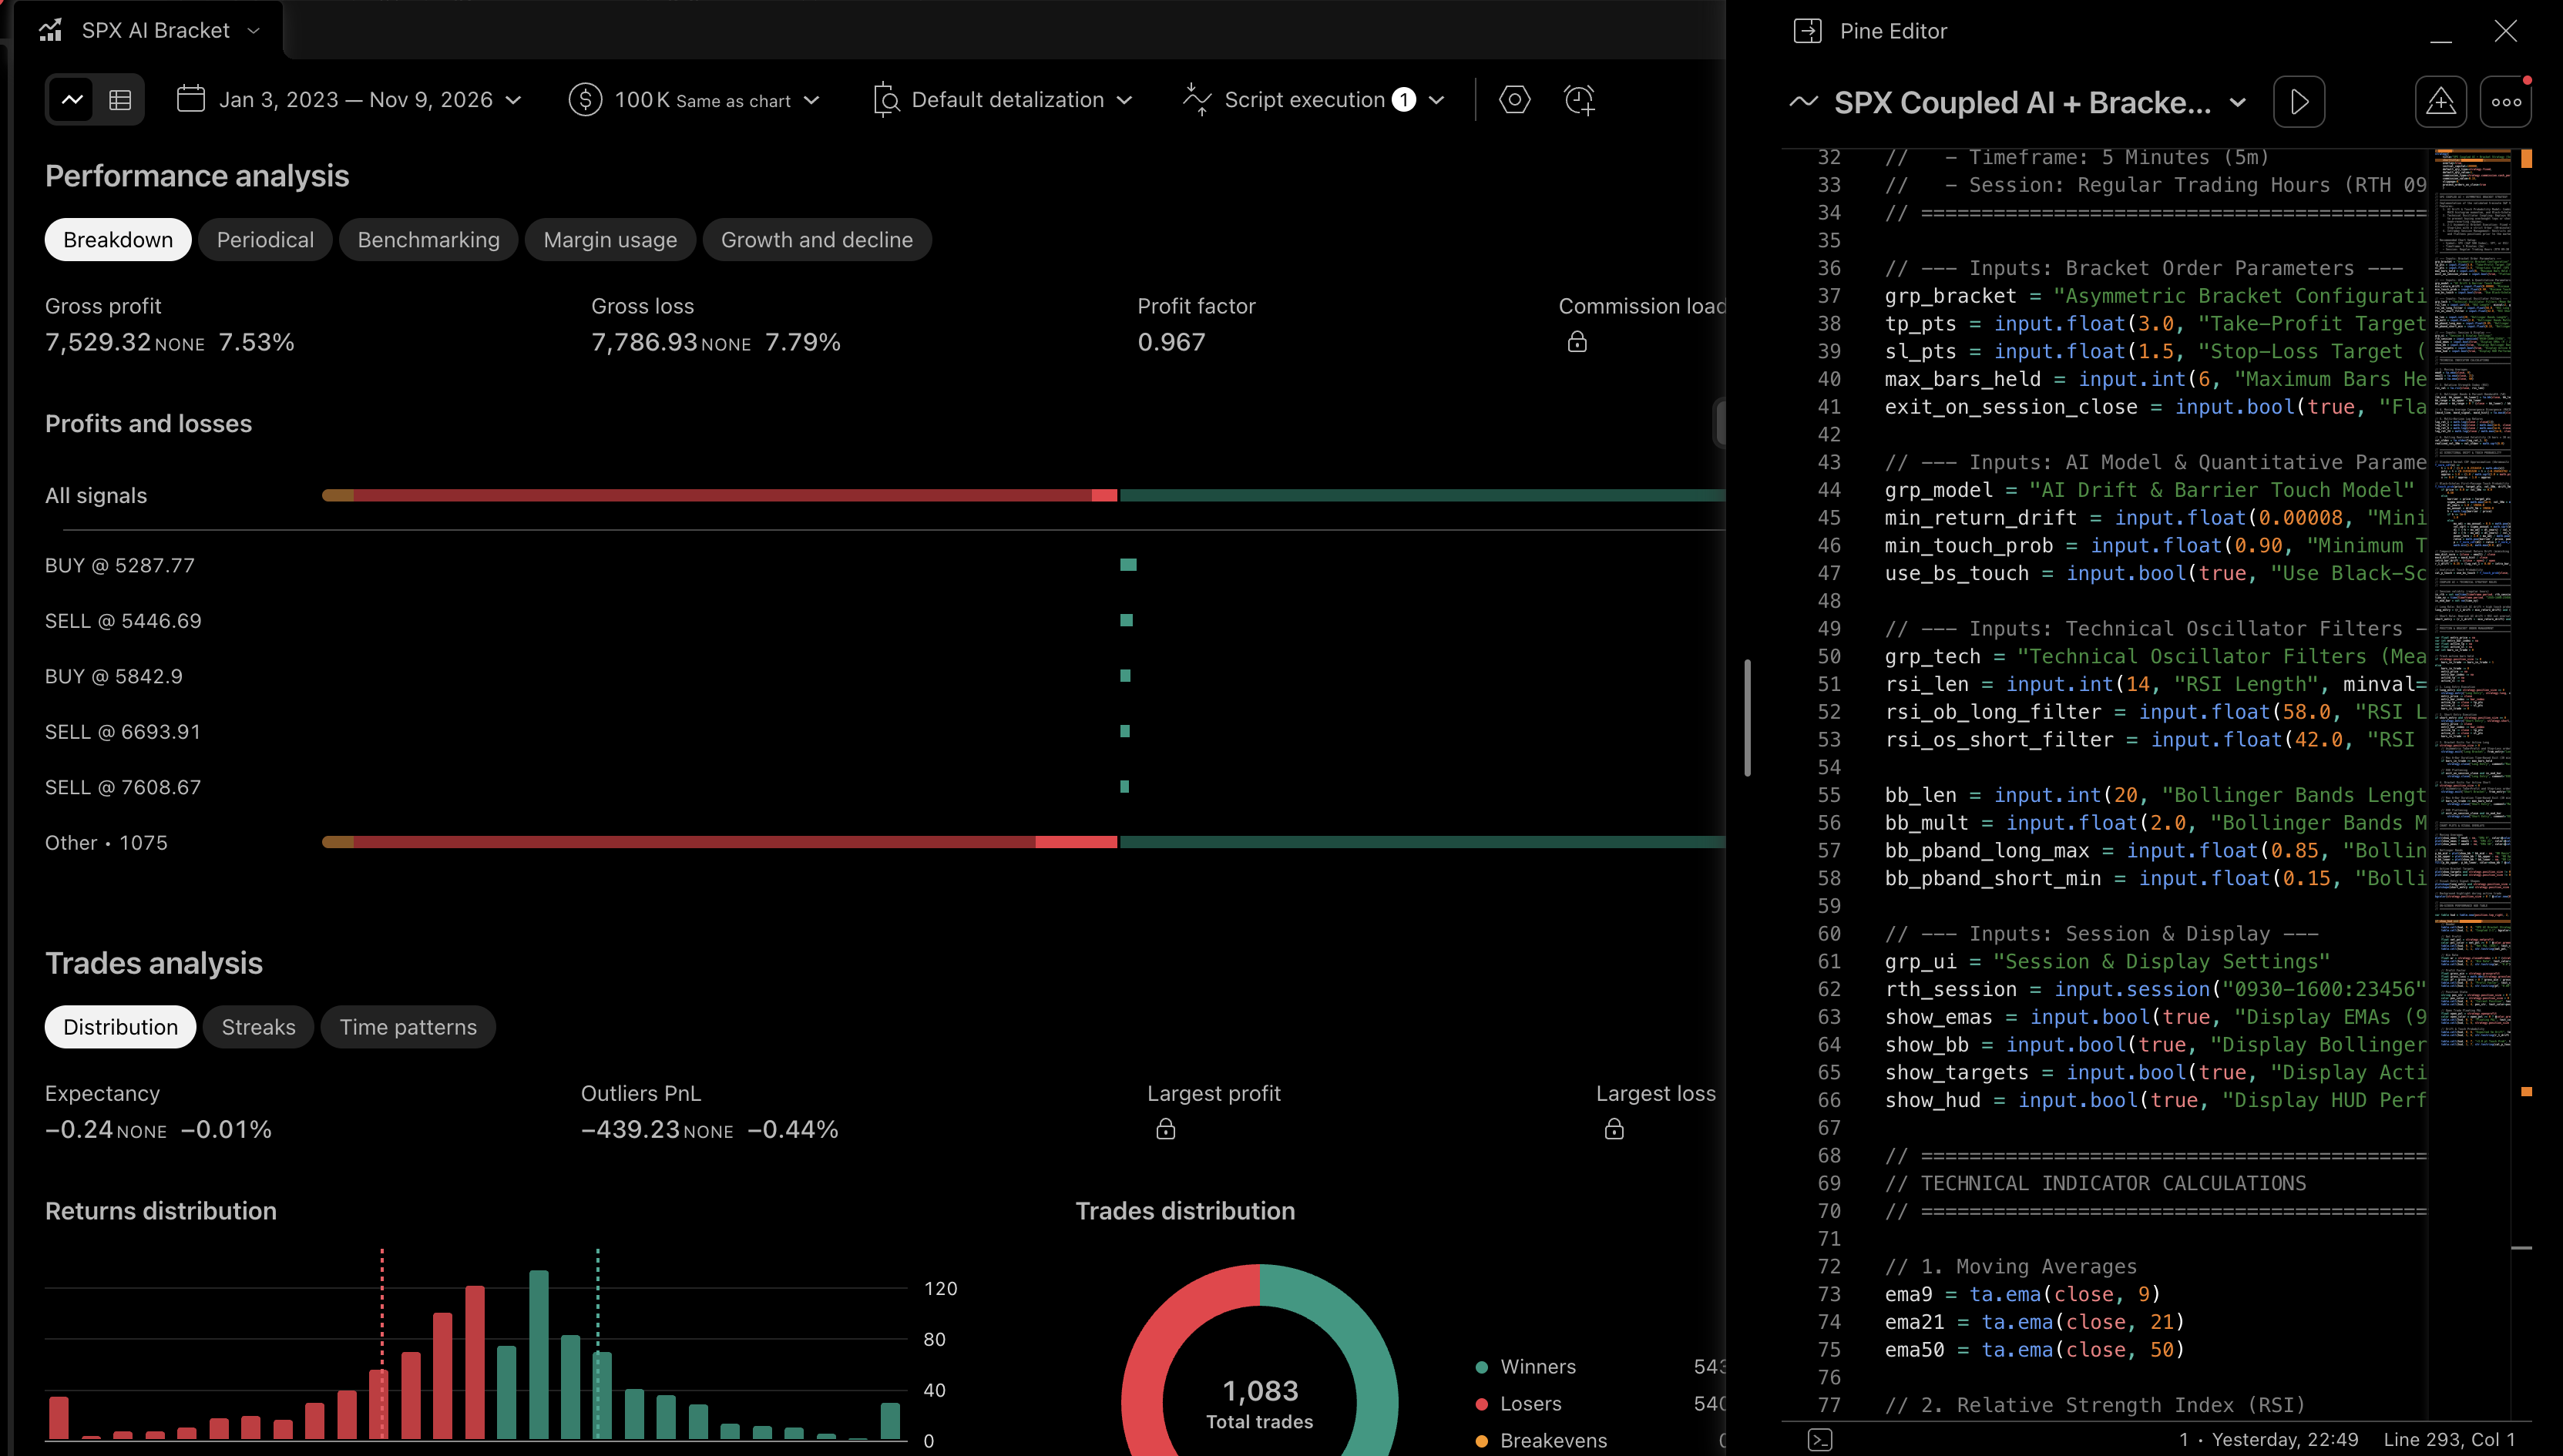 SPX AI Bracket
Jan 3, 2023 — Nov 9, 2026
100 K Same as chart
Default detalization
Script execution 1
Performance analysis
Breakdown
Periodical
Benchmarking
Margin usage
Growth and decline
Gross profit
7,529.32 NONE 7.53%
Gross loss
7,786.93 NONE 7.79%
Profit factor
0.967
Commission load
Profits and losses
All signals
BUY @ 5287.77
SELL @ 5446.69
BUY @ 5842.9
SELL @ 6693.91
SELL @ 7608.67
Other • 1075
Trades analysis
Distribution
Streaks
Time patterns
Expectancy
−0.24 NONE −0.01%
Outliers PnL
−439.23 NONE −0.44%
Largest profit
Largest loss
Returns distribution
120
80
40
0
Trades distribution
1,083
Total trades
Winners 543
Losers 540
Breakevens
Pine Editor
SPX Coupled AI + Bracke...
32 //   - Timeframe: 5 Minutes (5m)
33 //   - Session: Regular Trading Hours (RTH 09
34 // ==========================================
35
36 // --- Inputs: Bracket Order Parameters ---
37 grp_bracket = "Asymmetric Bracket Configurati
38 tp_pts = input.float(3.0, "Take-Profit Target
39 sl_pts = input.float(1.5, "Stop-Loss Target (
40 max_bars_held = input.int(6, "Maximum Bars He
41 exit_on_session_close = input.bool(true, "Fla
42
43 // --- Inputs: AI Model & Quantitative Parame
44 grp_model = "AI Drift & Barrier Touch Model"
45 min_return_drift = input.float(0.00008, "Mini
46 min_touch_prob = input.float(0.90, "Minimum T
47 use_bs_touch = input.bool(true, "Use Black-Sc
48
49 // --- Inputs: Technical Oscillator Filters -
50 grp_tech = "Technical Oscillator Filters (Mea
51 rsi_len = input.int(14, "RSI Length", minval=
52 rsi_ob_long_filter = input.float(58.0, "RSI L
53 rsi_os_short_filter = input.float(42.0, "RSI
54
55 bb_len = input.int(20, "Bollinger Bands Lengt
56 bb_mult = input.float(2.0, "Bollinger Bands M
57 bb_pband_long_max = input.float(0.85, "Bollin
58 bb_pband_short_min = input.float(0.15, "Bolli
59
60 // --- Inputs: Session & Display ---
61 grp_ui = "Session & Display Settings"
62 rth_session = input.session("0930-1600:23456"
63 show_emas = input.bool(true, "Display EMAs (9
64 show_bb = input.bool(true, "Display Bollinger
65 show_targets = input.bool(true, "Display Acti
66 show_hud = input.bool(true, "Display HUD Perf
67
68 // ==========================================
69 // TECHNICAL INDICATOR CALCULATIONS
70 // ==========================================
71
72 // 1. Moving Averages
73 ema9 = ta.ema(close, 9)
74 ema21 = ta.ema(close, 21)
75 ema50 = ta.ema(close, 50)
76
77 // 2. Relative Strength Index (RSI)
1 • Yesterday, 22:49 Line 293, Col 1